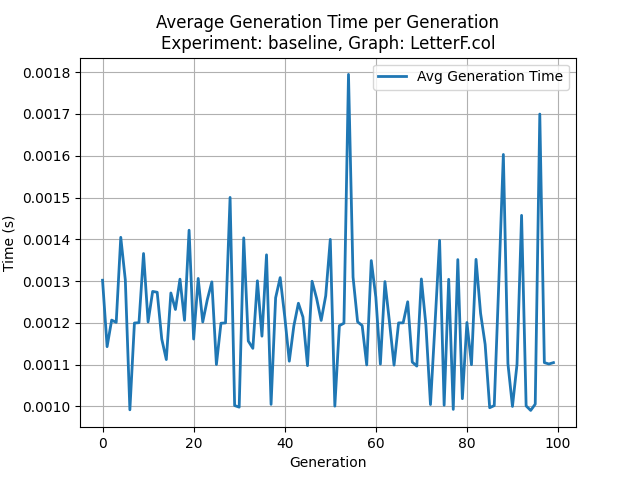 Average Generation Time per Generation
Experiment: baseline, Graph: LetterF.col
Avg Generation Time
0.0018
0.0017
0.0016
0.0015
0.0014
0.0013
0.0012
0.0011
0.0010
Time (s)
0 20 40 60 80 100
Generation